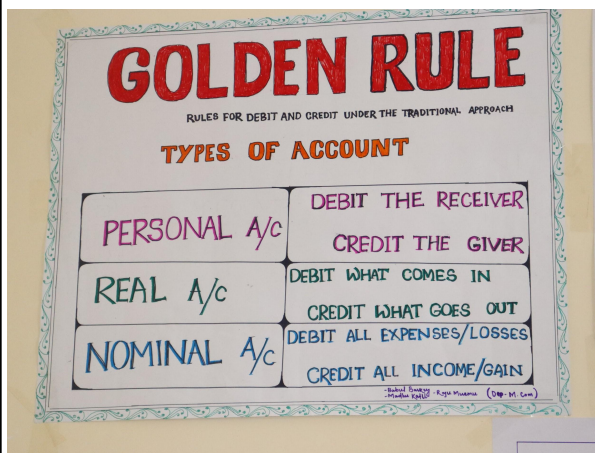 GOLDEN RULE
RULES FOR DEBIT AND CREDIT UNDER THE TRADITIONAL APPROACH
TYPES OF ACCOUNT
PERSONAL A/C
DEBIT THE RECEIVER
CREDIT THE GIVER
REAL A/C
DEBIT WHAT COMES IN
CREDIT WHAT GOES OUT
NOMINAL A/C
DEBIT ALL EXPENSES/LOSSES
CREDIT ALL INCOME/GAIN
(Dep-M.Com)